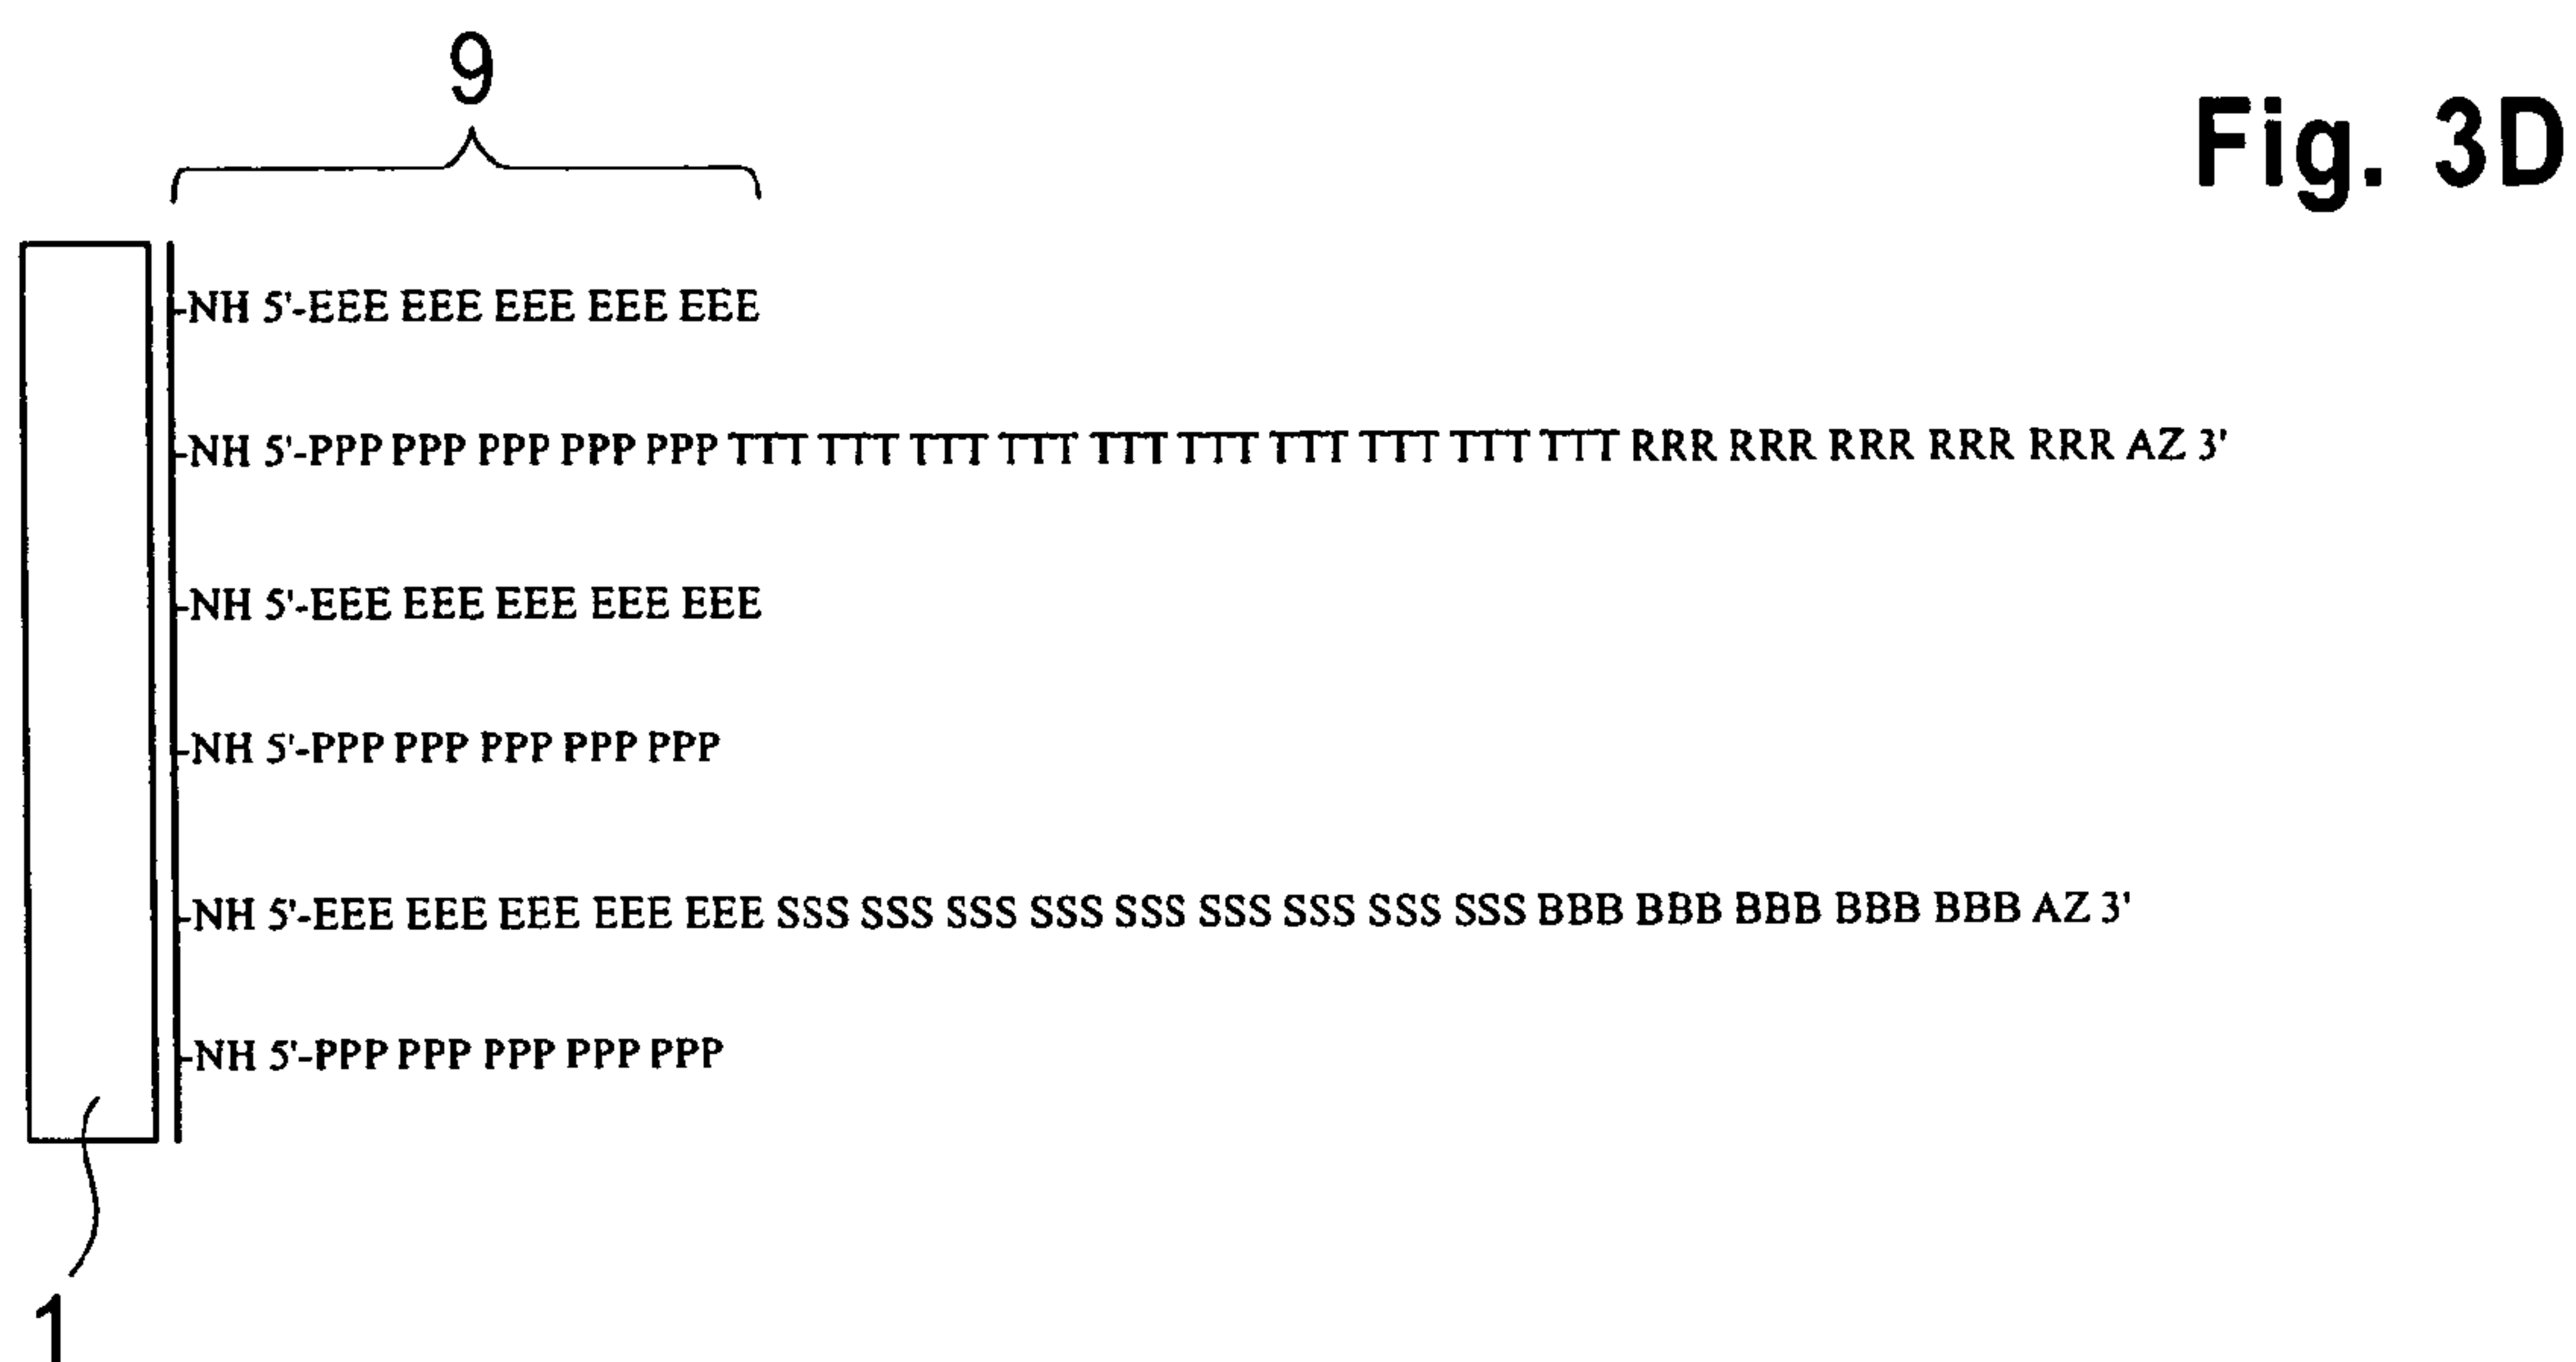 9
Fig. 3D
-NH 5'-EEE EEE EEE EEE EEE
-NH 5'-PPP PPP PPP PPP PPP TTT TTT TTT TTT TTT TTT TTT TTT TTT TTT RRR RRR RRR RRR RRR AZ 3'
-NH 5'-EEE EEE EEE EEE EEE
-NH 5'-PPP PPP PPP PPP PPP
-NH 5'-EEE EEE EEE EEE EEE SSS SSS SSS SSS SSS SSS SSS SSS SSS BBB BBB BBB BBB BBB AZ 3'
-NH 5'-PPP PPP PPP PPP PPP
1